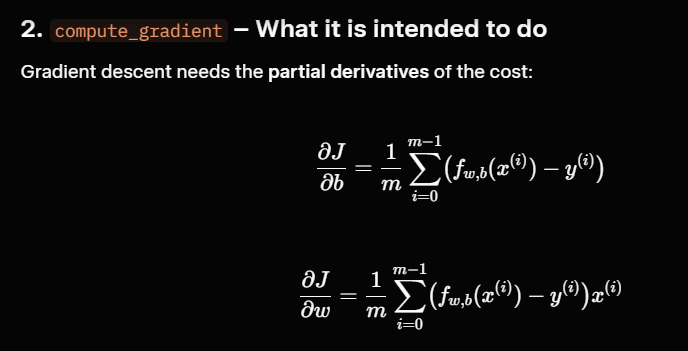 2. compute_gradient – What it is intended to do
Gradient descent needs the partial derivatives of the cost:
∂J/∂b = 1/m ∑_{i=0}^{m−1} (f_{w,b}(x^{(i)}) − y^{(i)})
∂J/∂w = 1/m ∑_{i=0}^{m−1} (f_{w,b}(x^{(i)}) − y^{(i)})x^{(i)}